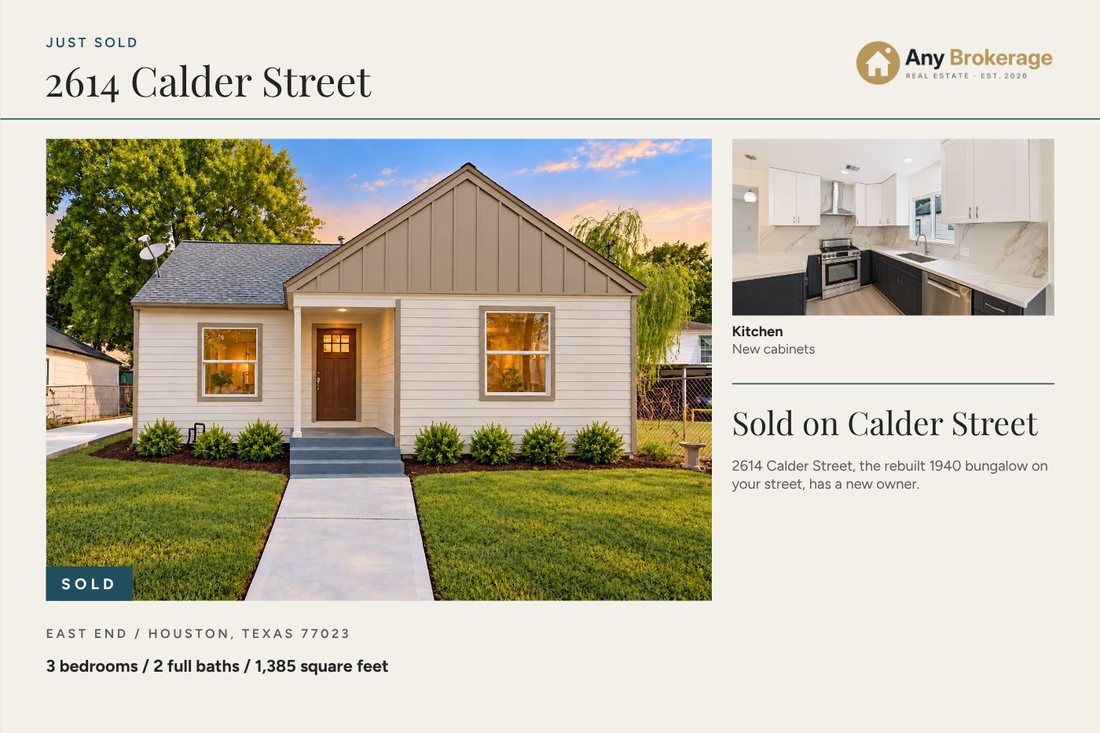 JUST SOLD
2614 Calder Street
Any Brokerage
REAL ESTATE · EST. 2026
SOLD
EAST END / HOUSTON, TEXAS 77023
3 bedrooms / 2 full baths / 1,385 square feet
Kitchen
New cabinets
Sold on Calder Street
2614 Calder Street, the rebuilt 1940 bungalow on
your street, has a new owner.